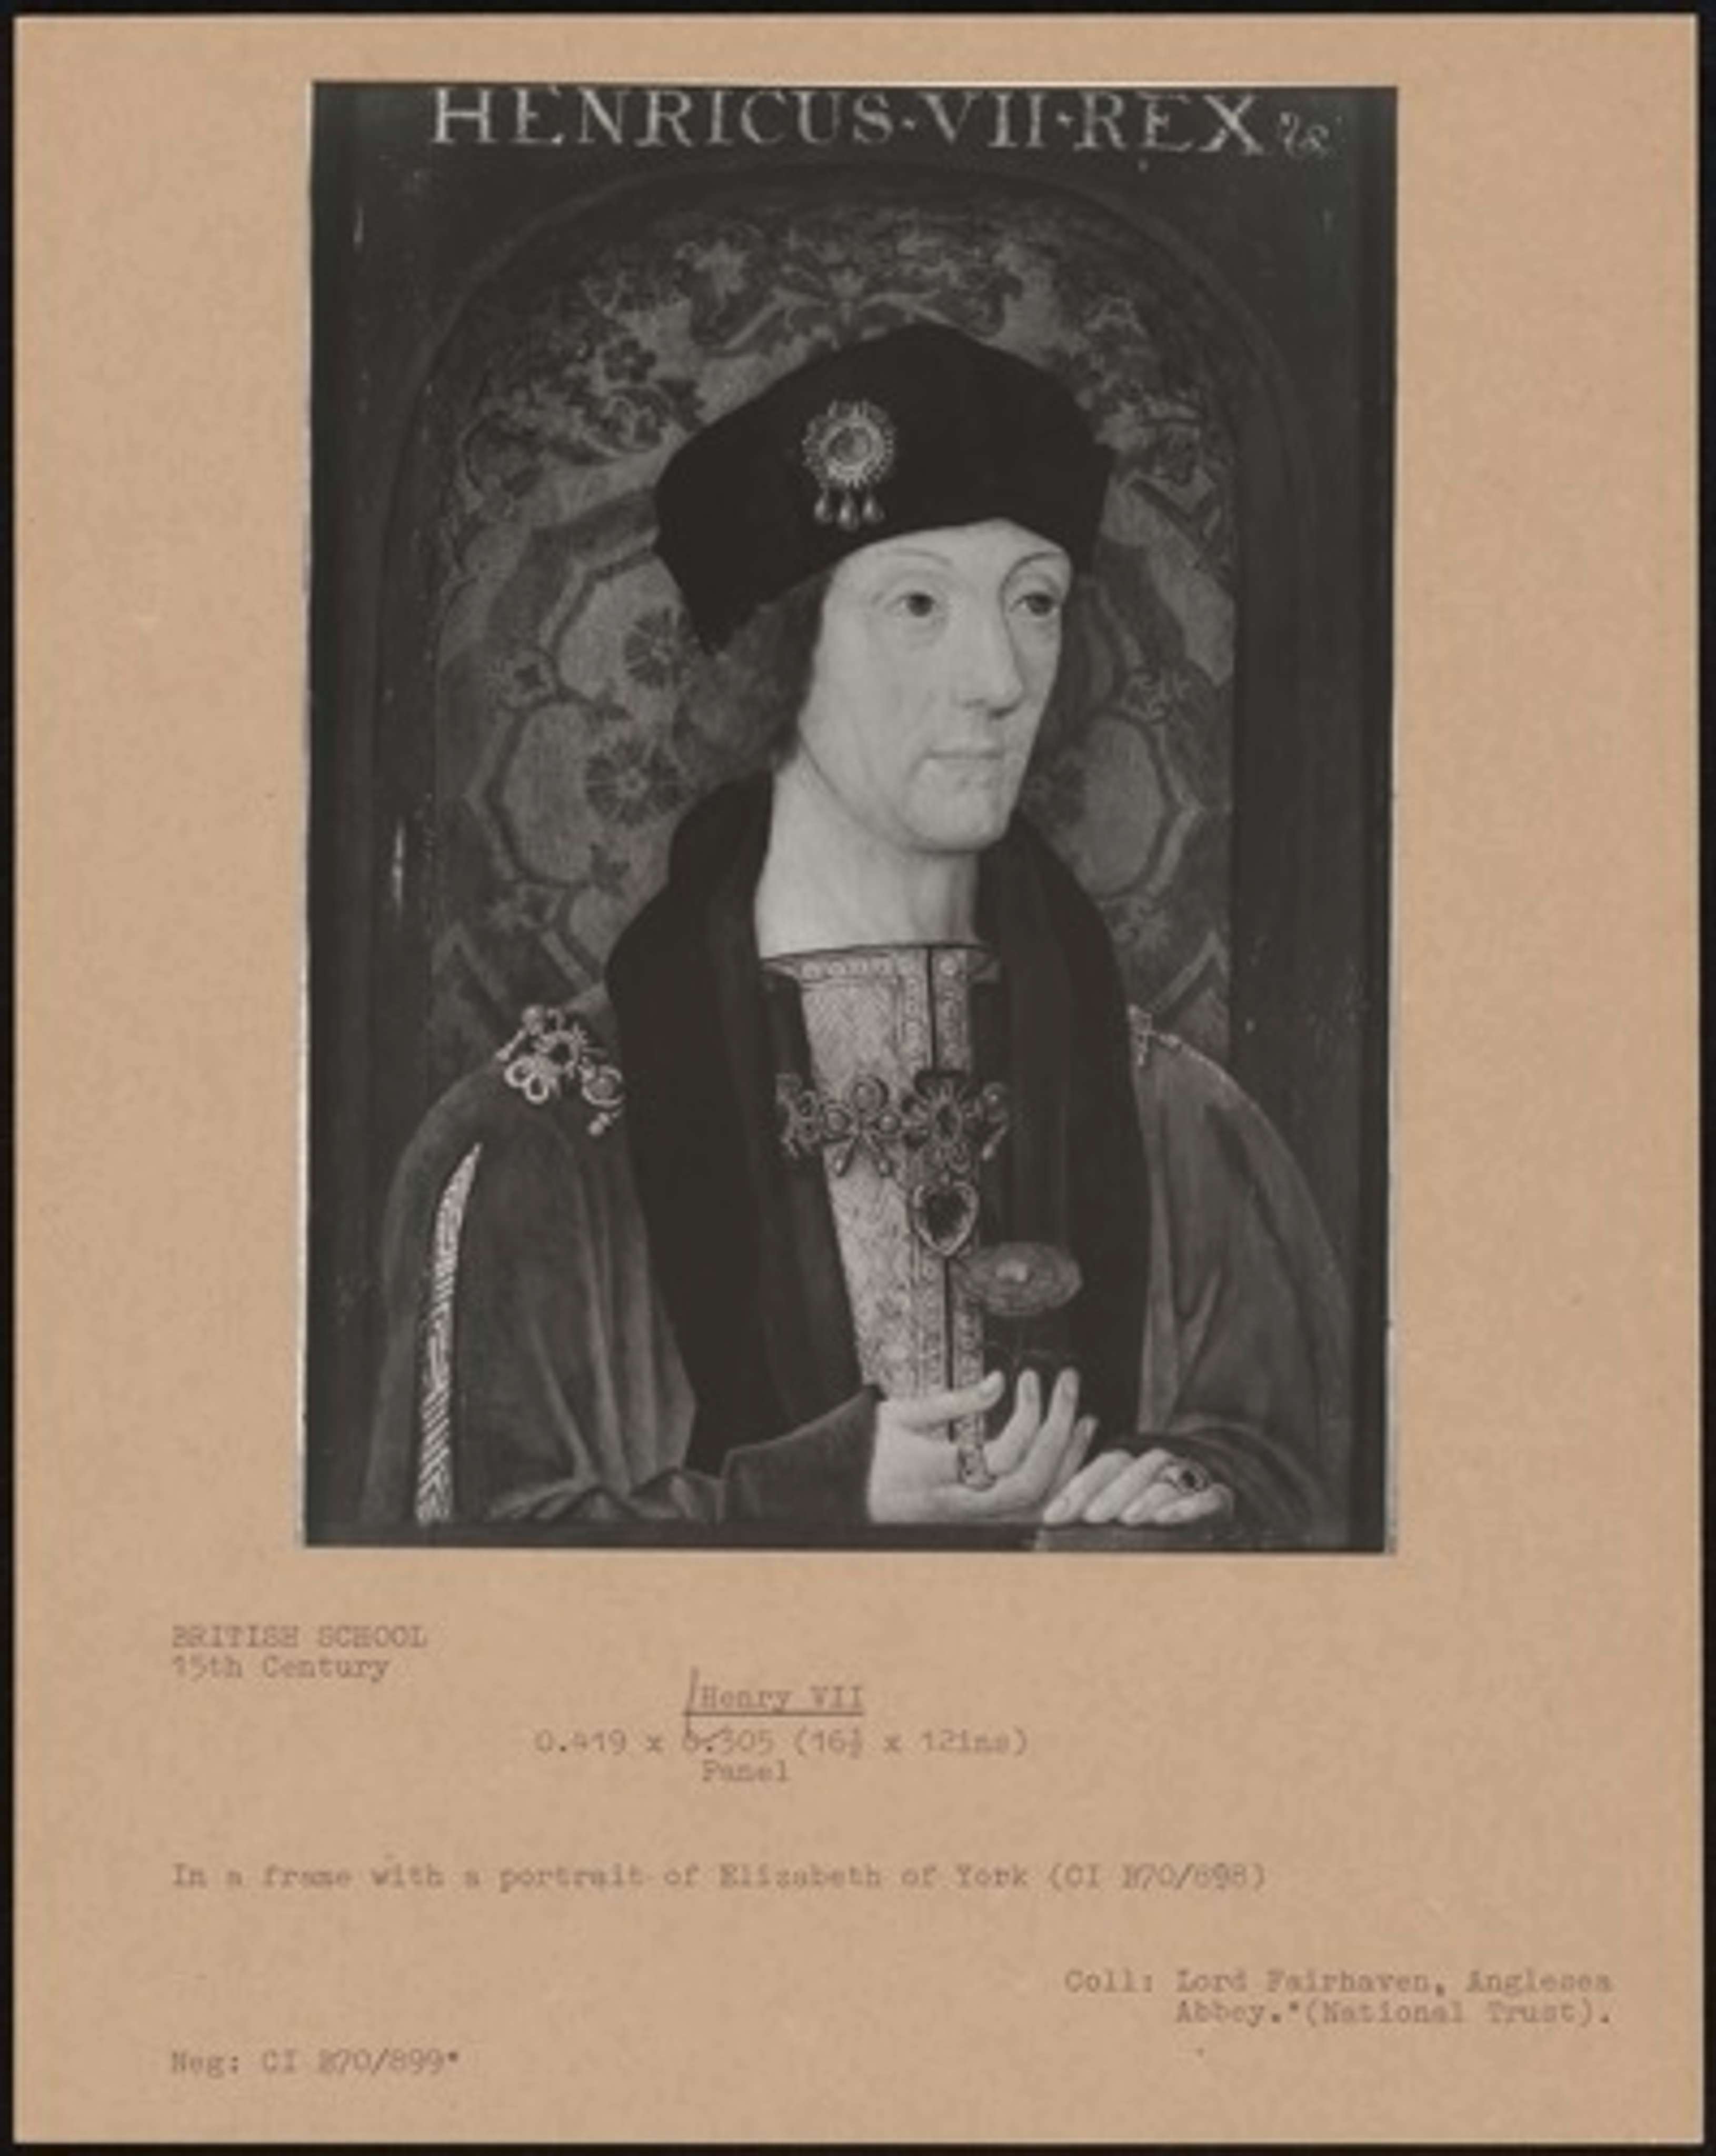 HENRICUS·VII·REX &c
BRITISH SCHOOL
15th Century
Henry VII
0.419 x 0.305 (16½ x 12ins)
Panel
In a frame with a portrait of Elizabeth of York (CI B70/898)
Coll: Lord Fairhaven, Anglesea
Abbey.*(National Trust).
Neg: CI B70/899*